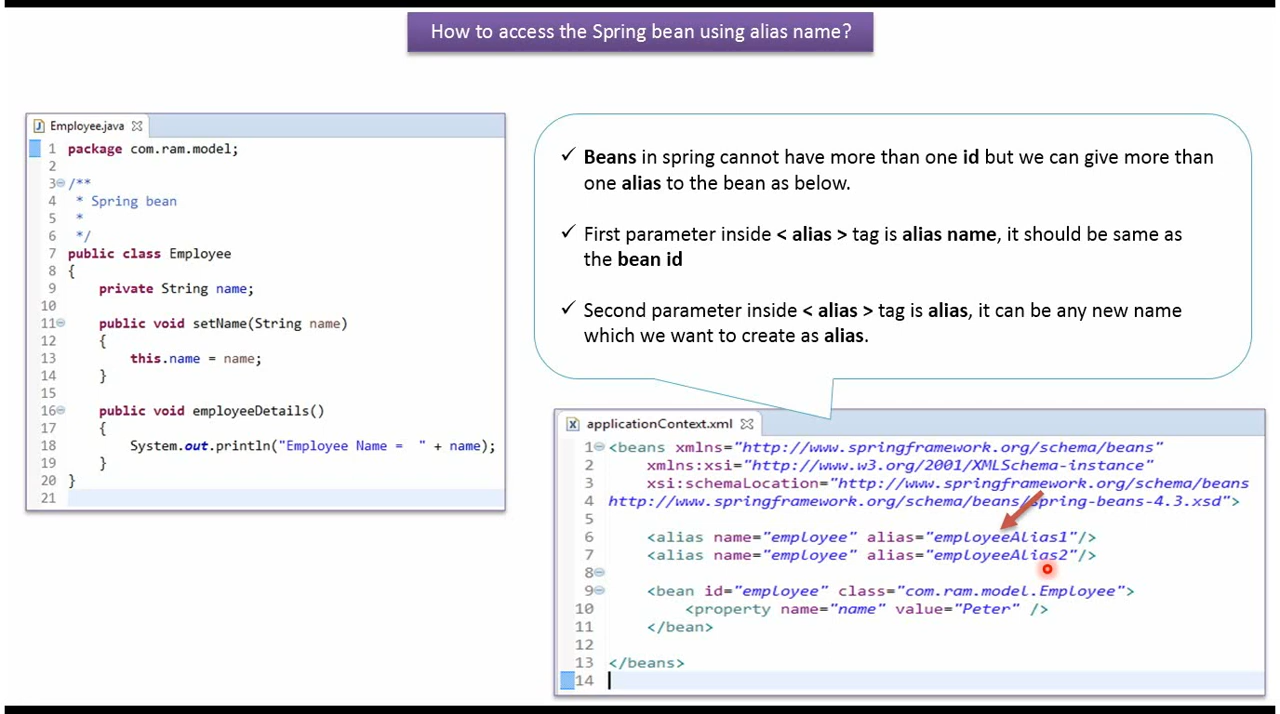 How to access the Spring bean using alias name?
Employee.java
1 package com.ram.model;
2
3 /**
4 * Spring bean
5 *
6 */
7 public class Employee
8 {
9 private String name;
10
11 public void setName(String name)
12 {
13 this.name = name;
14 }
15
16 public void employeeDetails()
17 {
18 System.out.println("Employee Name =  " + name);
19 }
20 }
21
✓ Beans in spring cannot have more than one id but we can give more than
one alias to the bean as below.
✓ First parameter inside < alias > tag is alias name, it should be same as
the bean id
✓ Second parameter inside < alias > tag is alias, it can be any new name
which we want to create as alias.
applicationContext.xml
1 <beans xmlns="http://www.springframework.org/schema/beans"
2 xmlns:xsi="http://www.w3.org/2001/XMLSchema-instance"
3 xsi:schemaLocation="http://www.springframework.org/schema/beans
4 http://www.springframework.org/schema/beans/spring-beans-4.3.xsd">
5
6 <alias name="employee" alias="employeeAlias1"/>
7 <alias name="employee" alias="employeeAlias2"/>
8
9 <bean id="employee" class="com.ram.model.Employee">
10 <property name="name" value="Peter" />
11 </bean>
12
13 </beans>
14